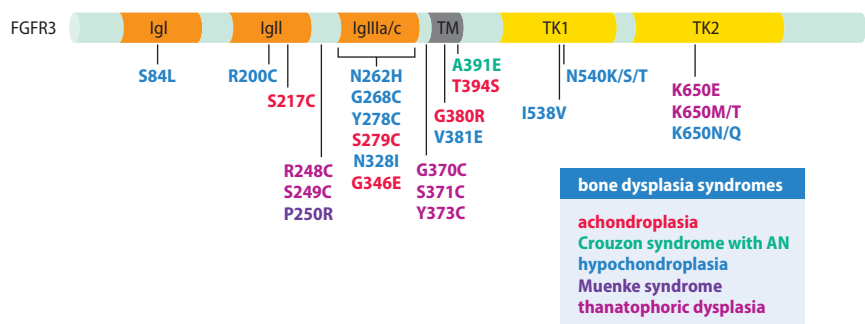 FGFR3 IgI IgII IgIIIa/c TM TK1 TK2
S84L
R200C
S217C
R248C
S249C
P250R
N262H
G268C
Y278C
S279C
N328I
G346E
A391E
T394S
G380R
V381E
G370C
S371C
Y373C
N540K/S/T
I538V
K650E
K650M/T
K650N/Q
bone dysplasia syndromes
achondroplasia
Crouzon syndrome with AN
hypochondroplasia
Muenke syndrome
thanatophoric dysplasia